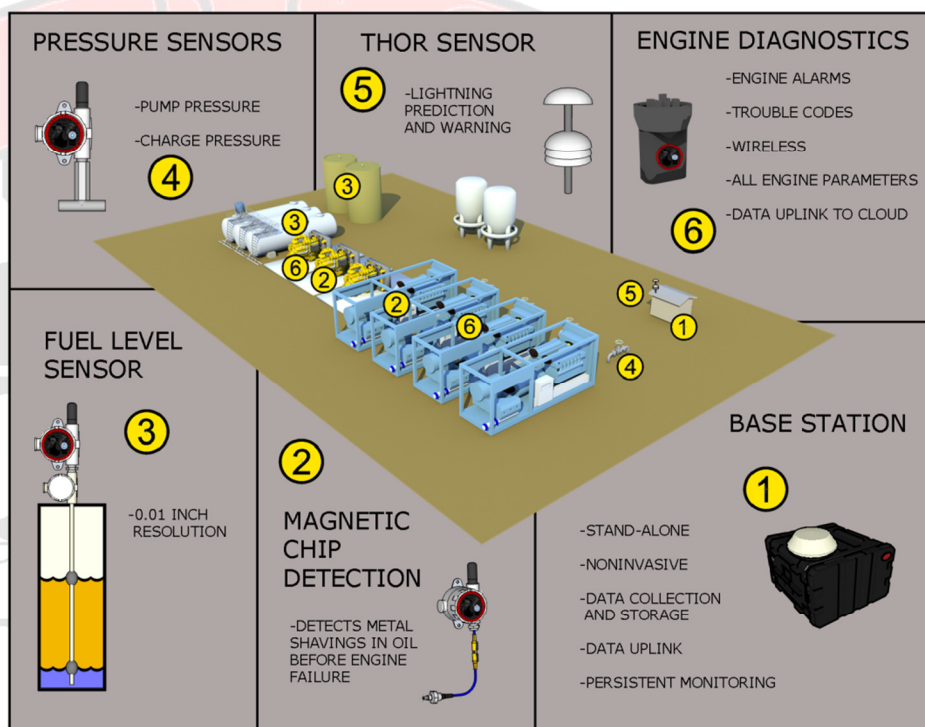 PRESSURE SENSORS
-PUMP PRESSURE
-CHARGE PRESSURE
4
THOR SENSOR
5
-LIGHTNING
PREDICTION
AND WARNING
ENGINE DIAGNOSTICS
-ENGINE ALARMS
-TROUBLE CODES
-WIRELESS
-ALL ENGINE PARAMETERS
-DATA UPLINK TO CLOUD
6
3
3
6
2
2
6
5
1
4
FUEL LEVEL
SENSOR
3
-0.01 INCH
RESOLUTION
2
MAGNETIC
CHIP
DETECTION
-DETECTS METAL
SHAVINGS IN OIL
BEFORE ENGINE
FAILURE
BASE STATION
1
-STAND-ALONE
-NONINVASIVE
-DATA COLLECTION
AND STORAGE
-DATA UPLINK
-PERSISTENT MONITORING